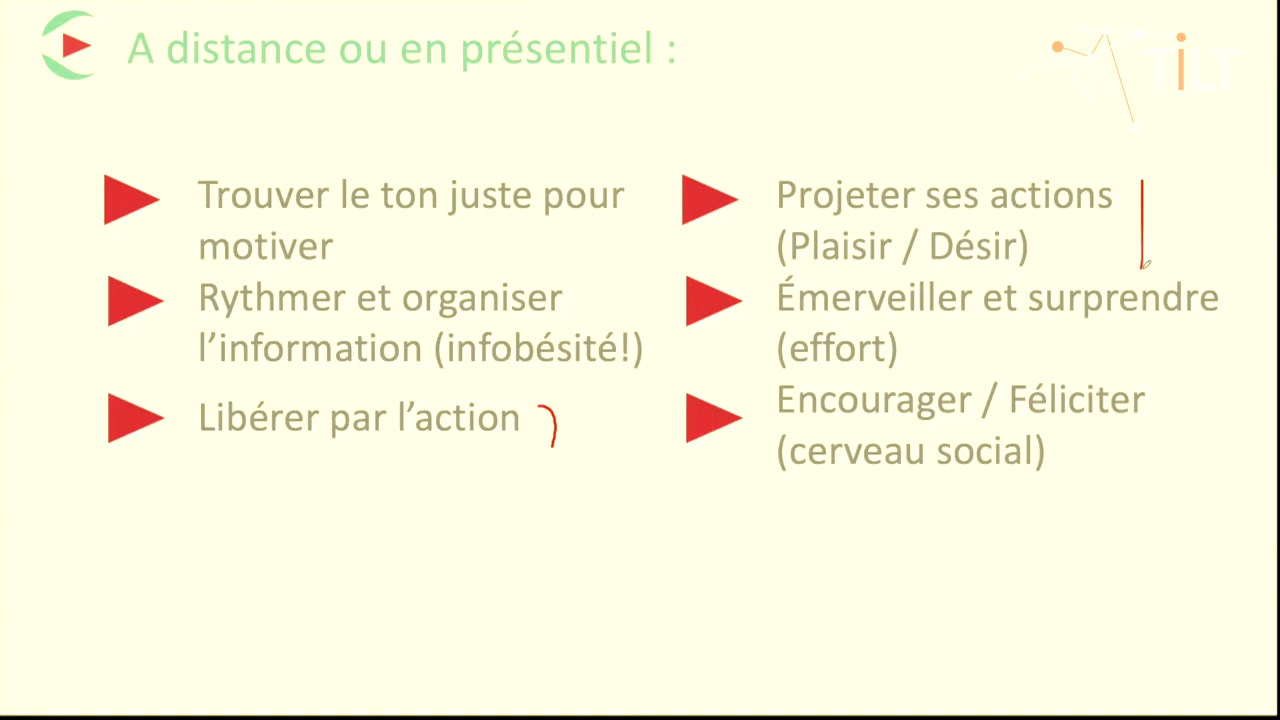 A distance ou en présentiel :
TiLT
Trouver le ton juste pour
motiver
Rythmer et organiser
l’information (infobésité!)
Libérer par l’action
Projeter ses actions
(Plaisir / Désir)
Émerveiller et surprendre
(effort)
Encourager / Féliciter
(cerveau social)